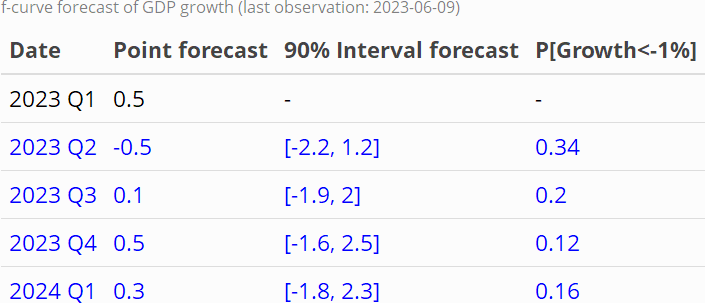 f-curve forecast of GDP growth (last observation: 2023-06-09)
Date Point forecast 90% Interval forecast P[Growth<-1%]
2023 Q1 0.5 - -
2023 Q2 -0.5 [-2.2, 1.2] 0.34
2023 Q3 0.1 [-1.9, 2] 0.2
2023 Q4 0.5 [-1.6, 2.5] 0.12
2024 Q1 0.3 [-1.8, 2.3] 0.16